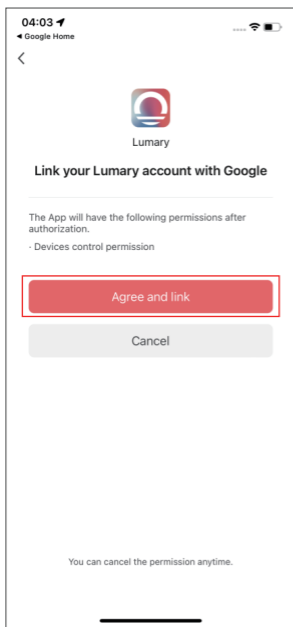 04:03
◀ Google Home
Lumary
Link your Lumary account with Google
The App will have the following permissions after
authorization.
· Devices control permission
Agree and link
Cancel
You can cancel the permission anytime.